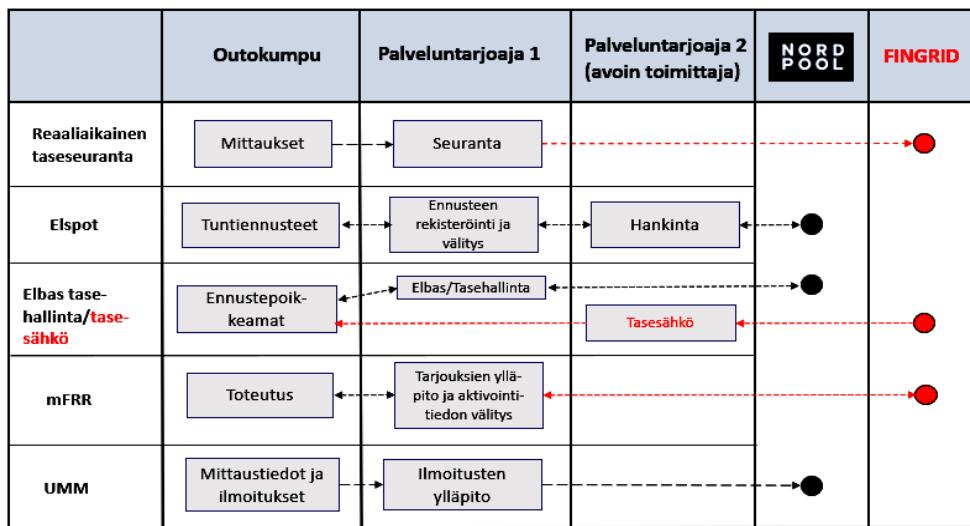 Outokumpu
Palveluntarjoaja 1
Palveluntarjoaja 2
(avoin toimittaja)
NORD
POOL
FINGRID
Reaaliaikainen
taseseuranta
Mittaukset
Seuranta
Elspot
Tuntiennusteet
Ennusteen
rekisteröinti ja
välitys
Hankinta
Elbas tase-
hallinta/tase-
sähkö
Ennustepoik-
keamat
Elbas/Tasehallinta
Tasesähkö
mFRR
Toteutus
Tarjouksien yllä-
pito ja aktivointi-
tiedon välitys
UMM
Mittaustiedot ja
ilmoitukset
Ilmoitusten
ylläpito